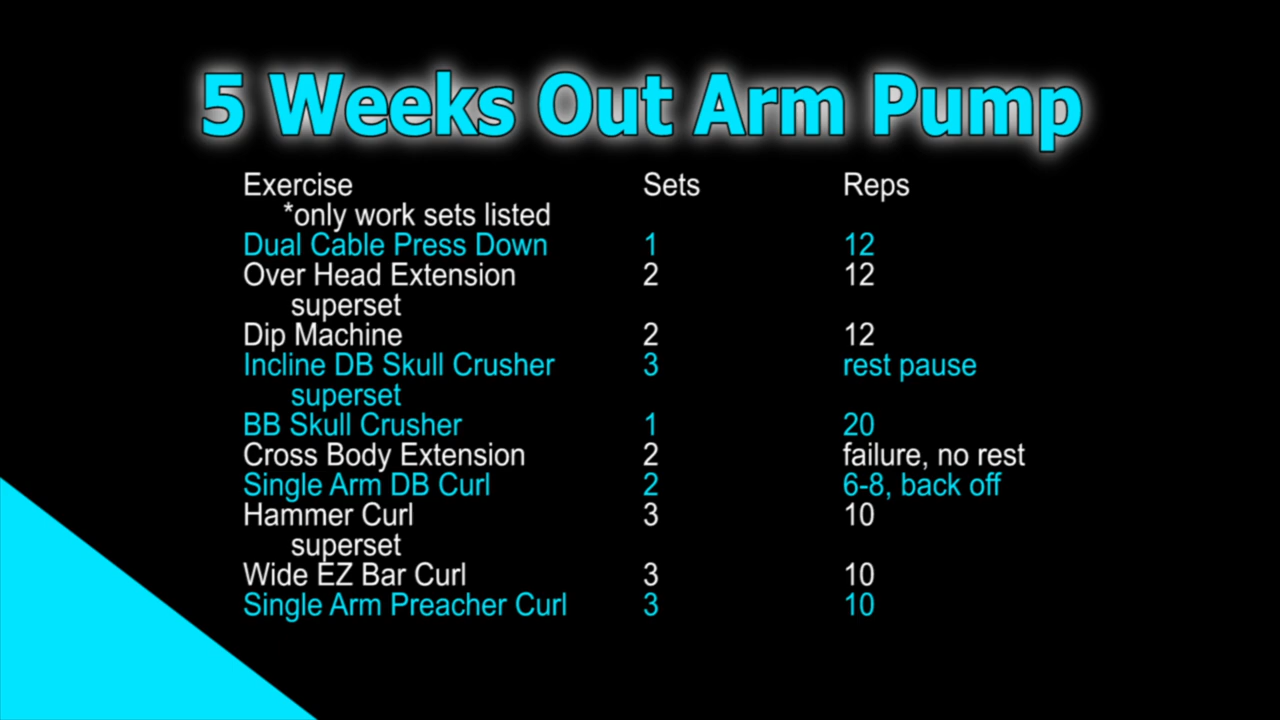 5 Weeks Out Arm Pump
Exercise Sets Reps
*only work sets listed
Dual Cable Press Down 1 12
Over Head Extension 2 12
superset
Dip Machine 2 12
Incline DB Skull Crusher 3 rest pause
superset
BB Skull Crusher 1 20
Cross Body Extension 2 failure, no rest
Single Arm DB Curl 2 6-8, back off
Hammer Curl 3 10
superset
Wide EZ Bar Curl 3 10
Single Arm Preacher Curl 3 10